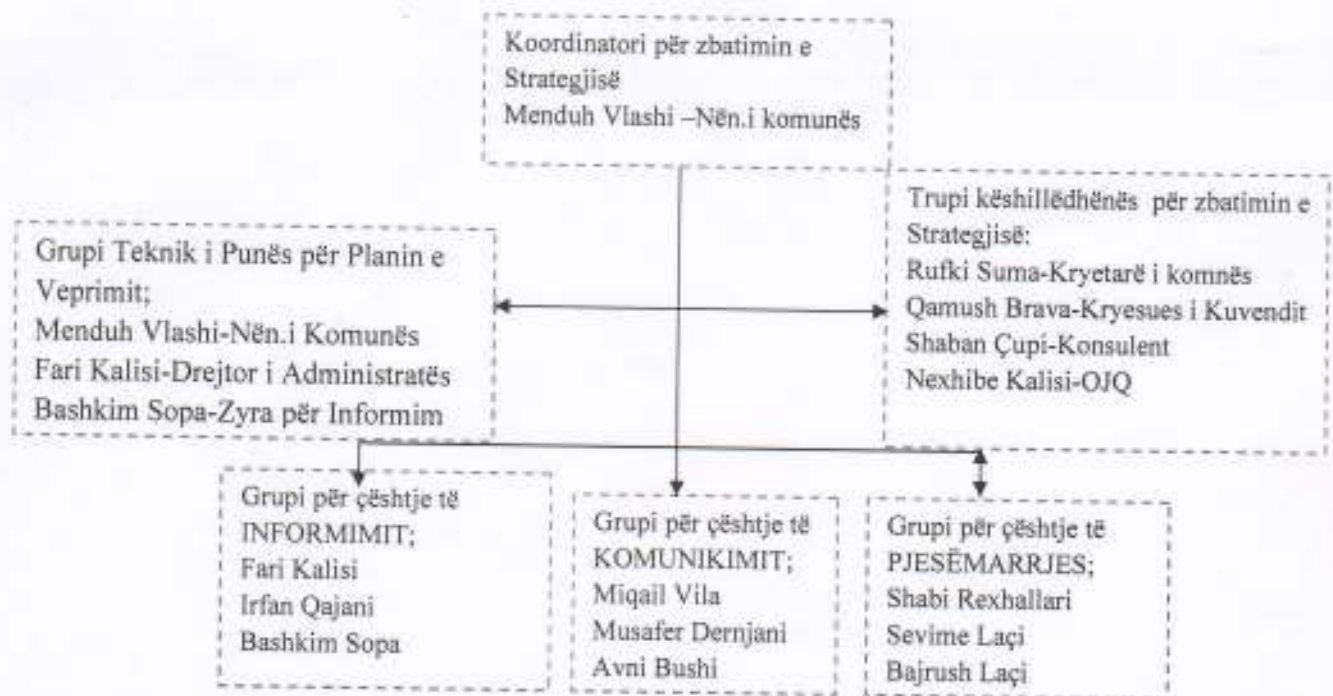 Koordinatori për zbatimin e
Strategjisë
Menduh Vlashi –Nën.i komunës
Trupi këshillëdhënës për zbatimin e
Strategjisë:
Rufki Suma-Kryetarë i komnës
Qamush Brava-Kryesues i Kuvendit
Shaban Çupi-Konsulent
Nexhibe Kalisi-OJQ
Grupi Teknik i Punës për Planin e
Veprimit;
Menduh Vlashi-Nën.i Komunës
Fari Kalisi-Drejtor i Administratës
Bashkim Sopa-Zyra për Informim
Grupi për çështje të
INFORMIMIT;
Fari Kalisi
Irfan Qajani
Bashkim Sopa
Grupi për çështje të
KOMUNIKIMIT;
Miqail Vila
Musafer Dernjani
Avni Bushi
Grupi për çështje të
PJESËMARRJES;
Shabi Rexhallari
Sevime Laçi
Bajrush Laçi